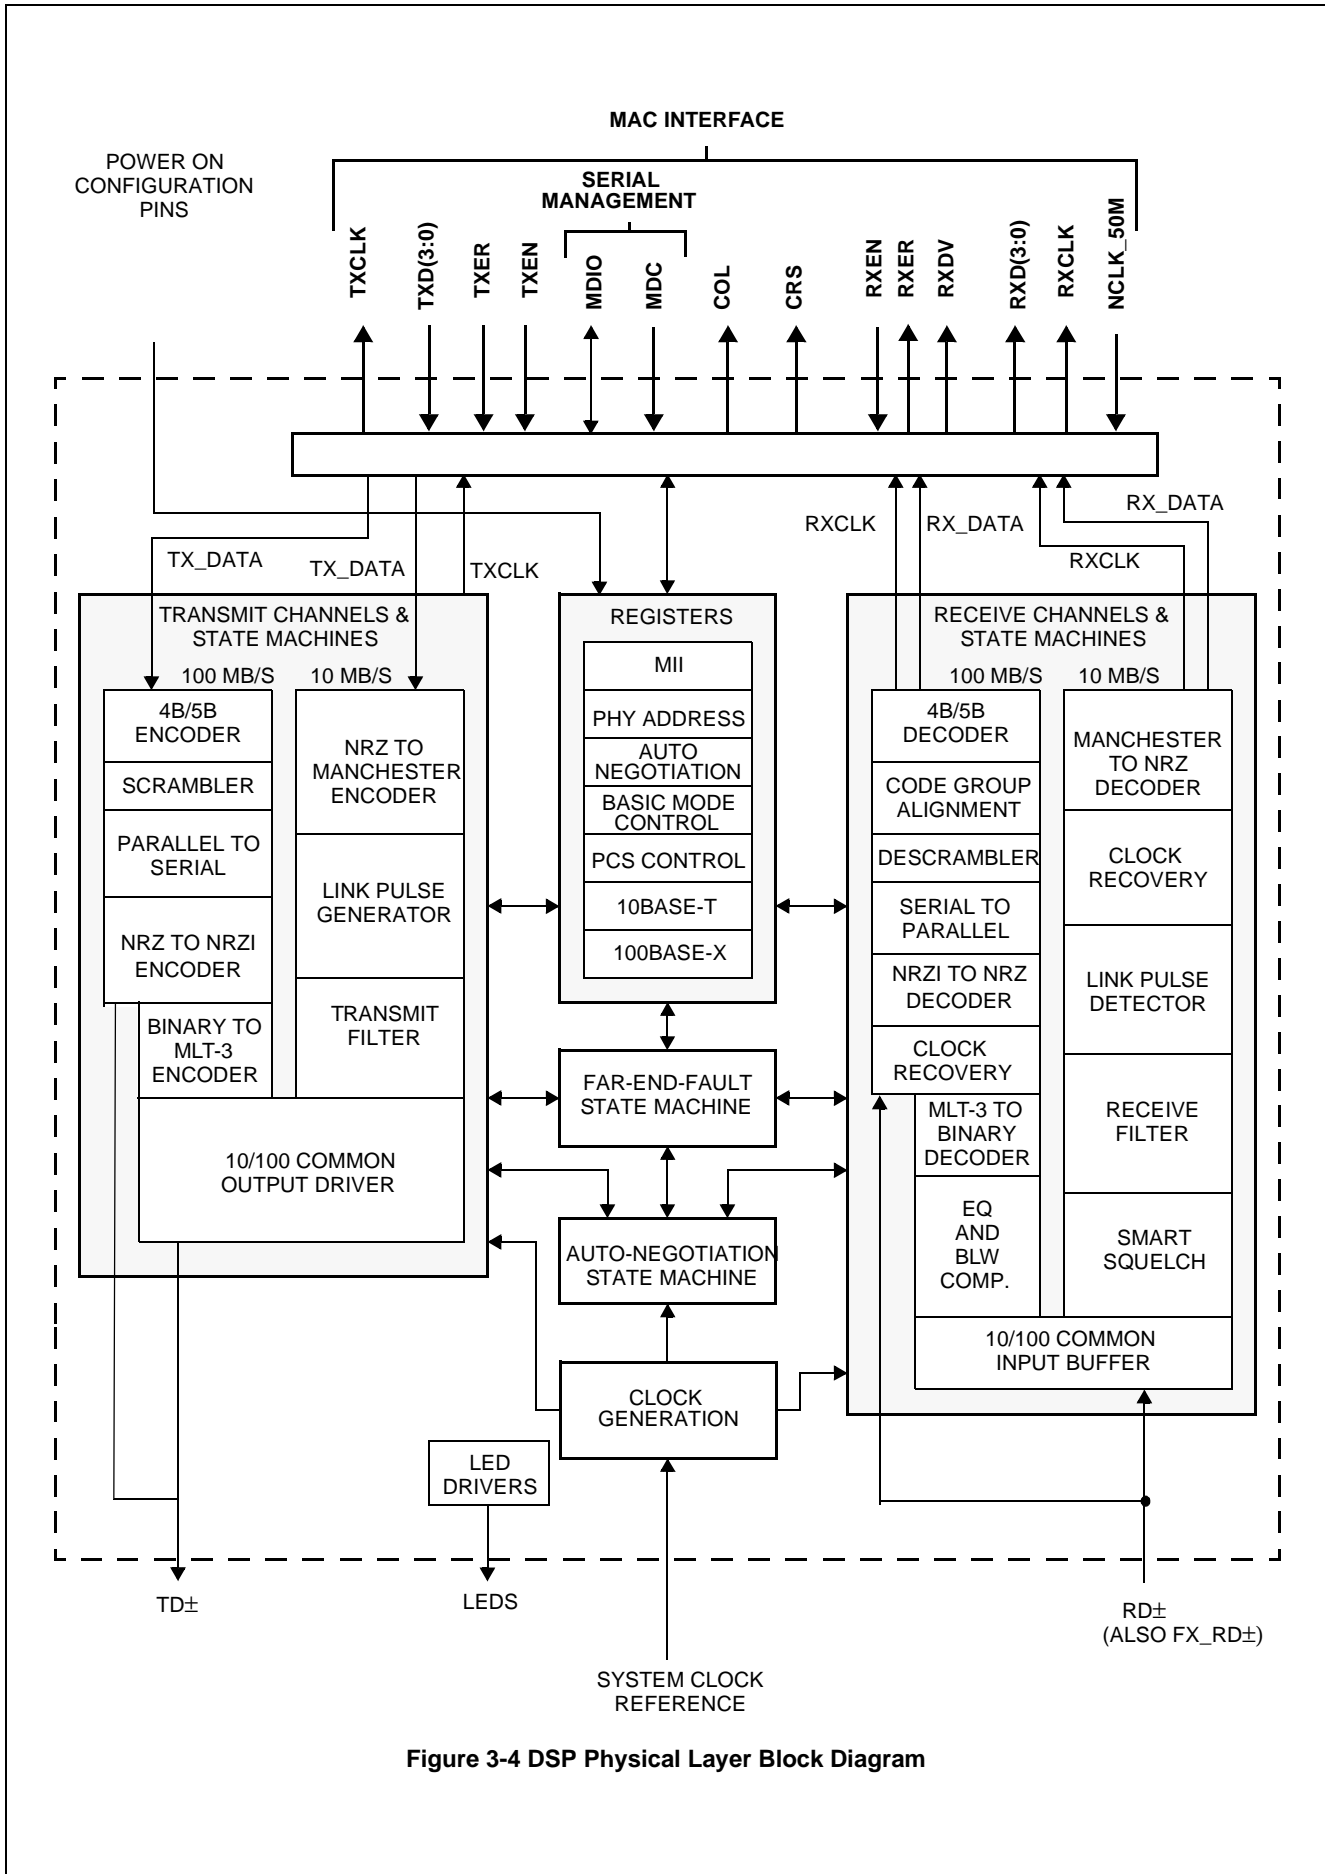 MAC INTERFACE
POWER ON
CONFIGURATION
PINS
SERIAL
MANAGEMENT
TXCLK
TXD(3:0)
TXER
TXEN
MDIO
MDC
COL
CRS
RXEN
RXER
RXDV
RXD(3:0)
RXCLK
NCLK_50M
TX_DATA
TX_DATA
TXCLK
RXCLK
RX_DATA
RXCLK
RX_DATA
TRANSMIT CHANNELS &
STATE MACHINES
100 MB/S
10 MB/S
4B/5B
ENCODER
SCRAMBLER
PARALLEL TO
SERIAL
NRZ TO NRZI
ENCODER
BINARY TO
MLT-3
ENCODER
NRZ TO
MANCHESTER
ENCODER
LINK PULSE
GENERATOR
TRANSMIT
FILTER
10/100 COMMON
OUTPUT DRIVER
REGISTERS
MII
PHY ADDRESS
AUTO
NEGOTIATION
BASIC MODE
CONTROL
PCS CONTROL
10BASE-T
100BASE-X
FAR-END-FAULT
STATE MACHINE
AUTO-NEGOTIATION
STATE MACHINE
CLOCK
GENERATION
RECEIVE CHANNELS &
STATE MACHINES
100 MB/S
10 MB/S
4B/5B
DECODER
CODE GROUP
ALIGNMENT
DESCRAMBLER
SERIAL TO
PARALLEL
NRZI TO NRZ
DECODER
CLOCK
RECOVERY
MLT-3 TO
BINARY
DECODER
EQ
AND
BLW
COMP.
MANCHESTER
TO NRZ
DECODER
CLOCK
RECOVERY
LINK PULSE
DETECTOR
RECEIVE
FILTER
SMART
SQUELCH
10/100 COMMON
INPUT BUFFER
LED
DRIVERS
TD±
LEDS
RD±
(ALSO FX_RD±)
SYSTEM CLOCK
REFERENCE
Figure 3-4 DSP Physical Layer Block Diagram